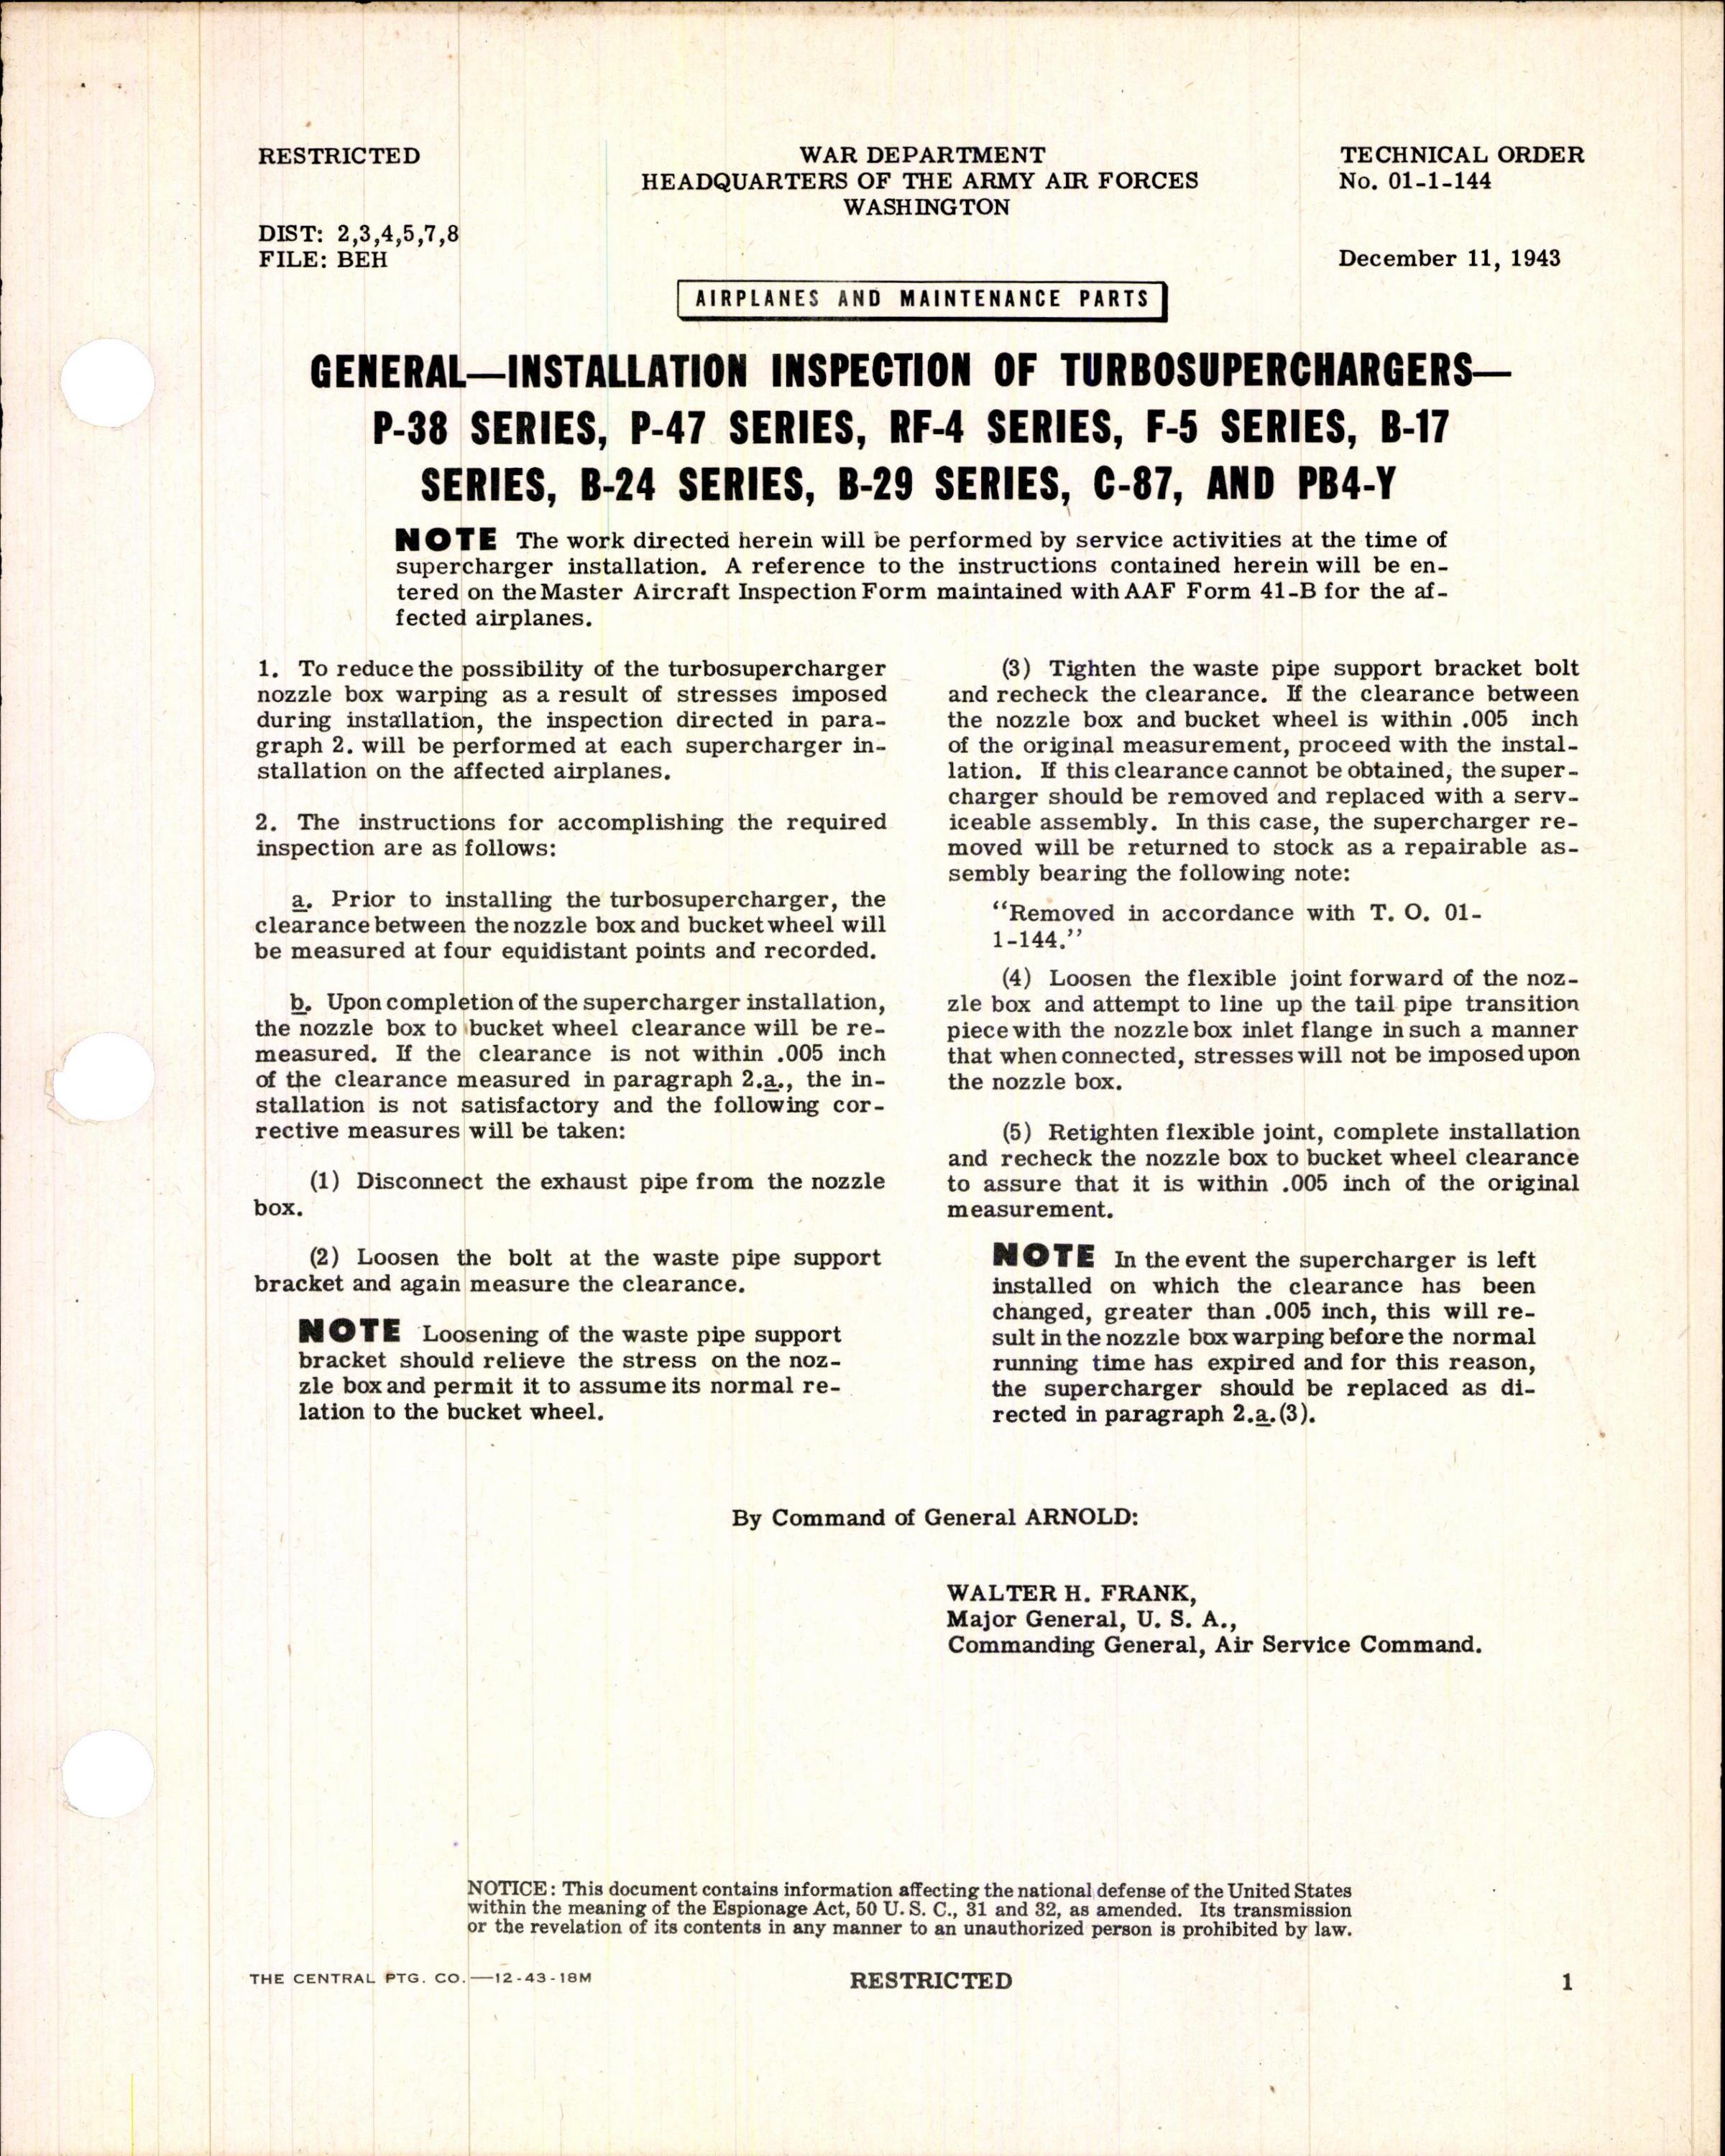 RESTRICTED
WAR DEPARTMENT
HEADQUARTERS OF THE ARMY AIR FORCES
WASHINGTON
TECHNICAL ORDER
No. 01-1-144
DIST: 2,3,4,5,7,8
FILE: BEH
December 11, 1943
AIRPLANES AND MAINTENANCE PARTS
GENERAL—INSTALLATION INSPECTION OF TURBOSUPERCHARGERS—
P-38 SERIES, P-47 SERIES, RF-4 SERIES, F-5 SERIES, B-17
SERIES, B-24 SERIES, B-29 SERIES, C-87, AND PB4-Y
NOTE The work directed herein will be performed by service activities at the time of
supercharger installation. A reference to the instructions contained herein will be en-
tered on the Master Aircraft Inspection Form maintained with AAF Form 41-B for the af-
fected airplanes.
1. To reduce the possibility of the turbosupercharger
nozzle box warping as a result of stresses imposed
during installation, the inspection directed in para-
graph 2. will be performed at each supercharger in-
stallation on the affected airplanes.
2. The instructions for accomplishing the required
inspection are as follows:
a. Prior to installing the turbosupercharger, the
clearance between the nozzle box and bucket wheel will
be measured at four equidistant points and recorded.
b. Upon completion of the supercharger installation,
the nozzle box to bucket wheel clearance will be re-
measured. If the clearance is not within .005 inch
of the clearance measured in paragraph 2.a., the in-
stallation is not satisfactory and the following cor-
rective measures will be taken:
(1) Disconnect the exhaust pipe from the nozzle
box.
(2) Loosen the bolt at the waste pipe support
bracket and again measure the clearance.
NOTE Loosening of the waste pipe support
bracket should relieve the stress on the noz-
zle box and permit it to assume its normal re-
lation to the bucket wheel.
(3) Tighten the waste pipe support bracket bolt
and recheck the clearance. If the clearance between
the nozzle box and bucket wheel is within .005 inch
of the original measurement, proceed with the instal-
lation. If this clearance cannot be obtained, the super-
charger should be removed and replaced with a serv-
iceable assembly. In this case, the supercharger re-
moved will be returned to stock as a repairable as-
sembly bearing the following note:
"Removed in accordance with T. O. 01-
1-144."
(4) Loosen the flexible joint forward of the noz-
zle box and attempt to line up the tail pipe transition
piece with the nozzle box inlet flange in such a manner
that when connected, stresses will not be imposed upon
the nozzle box.
(5) Retighten flexible joint, complete installation
and recheck the nozzle box to bucket wheel clearance
to assure that it is within .005 inch of the original
measurement.
NOTE In the event the supercharger is left
installed on which the clearance has been
changed, greater than .005 inch, this will re-
sult in the nozzle box warping before the normal
running time has expired and for this reason,
the supercharger should be replaced as di-
rected in paragraph 2.a.(3).
By Command of General ARNOLD:
WALTER H. FRANK,
Major General, U. S. A.,
Commanding General, Air Service Command.
NOTICE: This document contains information affecting the national defense of the United States
within the meaning of the Espionage Act, 50 U. S. C., 31 and 32, as amended. Its transmission
or the revelation of its contents in any manner to an unauthorized person is prohibited by law.
THE CENTRAL PTG. CO.—12-43-18M
RESTRICTED
1